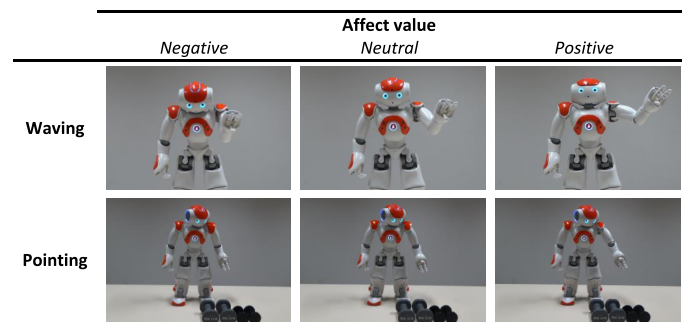 Affect value
Negative Neutral Positive
Waving
Pointing